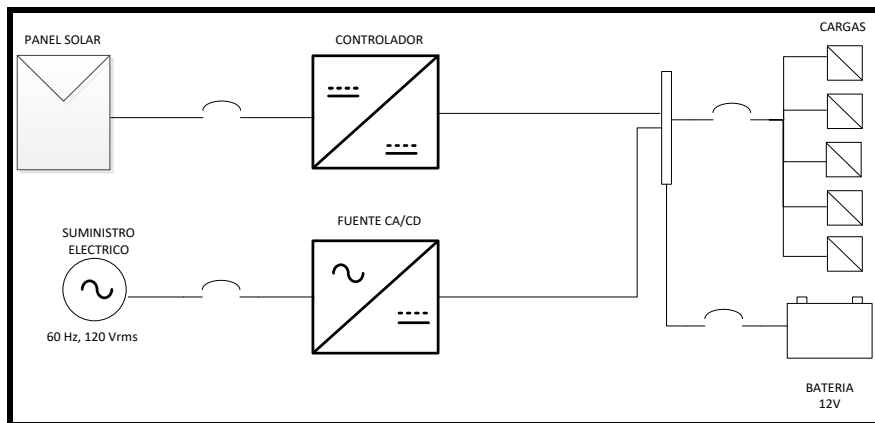 PANEL SOLAR
CONTROLADOR
CARGAS
SUMINISTRO
ELECTRICO
FUENTE CA/CD
60 Hz, 120 Vrms
BATERIA
12V